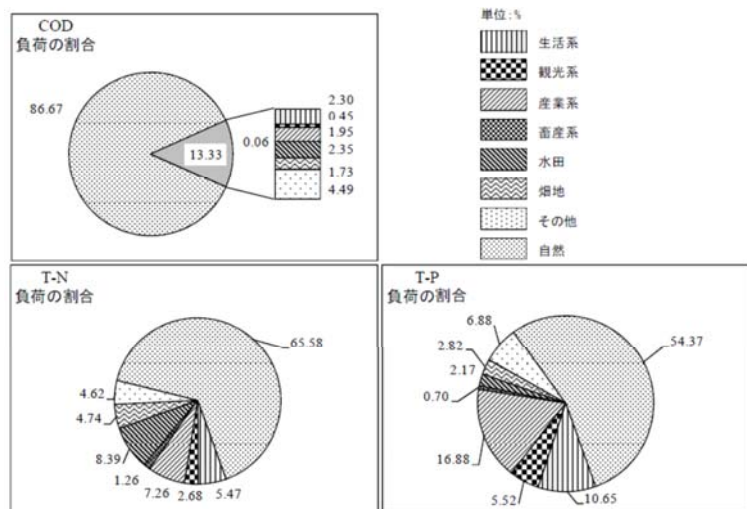 COD
負荷の割合
86.67
13.33
0.06
2.30
0.45
1.95
2.35
1.73
4.49
単位:%
生活系
観光系
産業系
畜産系
水田
畑地
その他
自然
T-N
負荷の割合
65.58
4.62
4.74
8.39
1.26
7.26
2.68
5.47
T-P
負荷の割合
6.88
54.37
2.82
2.17
0.70
16.88
5.52
10.65